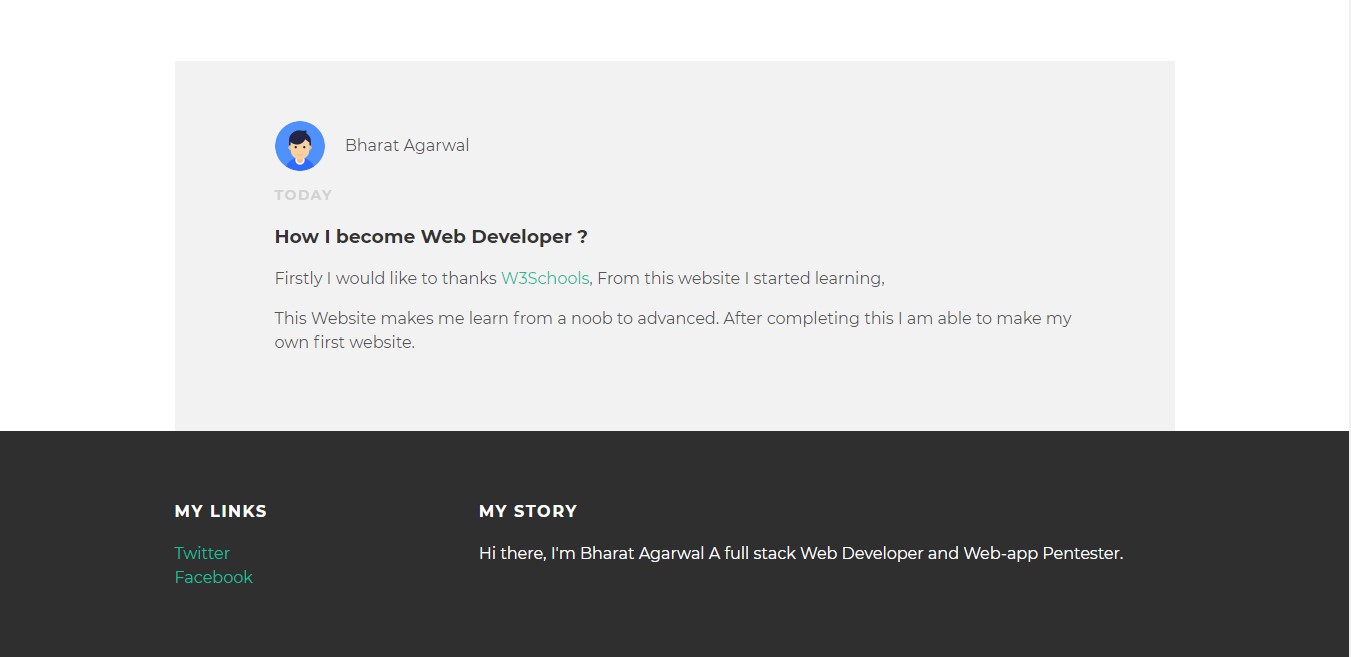 Bharat Agarwal
TODAY
How I become Web Developer ?
Firstly I would like to thanks W3Schools, From this website I started learning,
This Website makes me learn from a noob to advanced. After completing this I am able to make my
own first website.
MY LINKS
Twitter
Facebook
MY STORY
Hi there, I'm Bharat Agarwal A full stack Web Developer and Web-app Pentester.